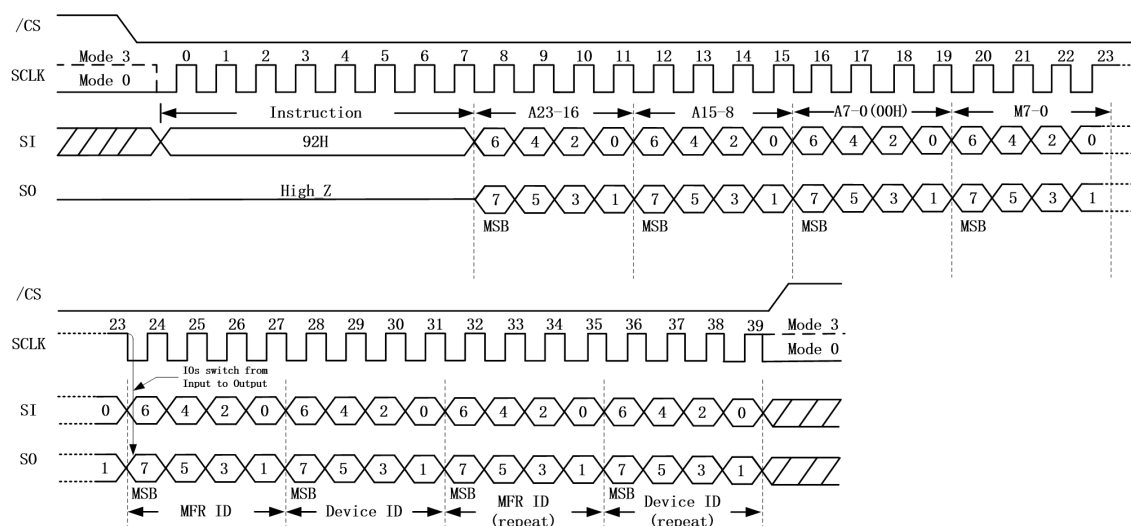 /CS
Mode 3 0 1 2 3 4 5 6 7 8 9 10 11 12 13 14 15 16 17 18 19 20 21 22 23
SCLK
Mode 0
Instruction A23-16 A15-8 A7-0(00H) M7-0
SI 92H 6 4 2 0 6 4 2 0 6 4 2 0 6 4 2 0
SO High_Z 7 5 3 1 7 5 3 1 7 5 3 1 7 5 3 1
MSB MSB MSB MSB
/CS
23 24 25 26 27 28 29 30 31 32 33 34 35 36 37 38 39 Mode 3
SCLK Mode 0
IOs switch from
Input to Output
SI 0 6 4 2 0 6 4 2 0 6 4 2 0 6 4 2 0
SO 1 7 5 3 1 7 5 3 1 7 5 3 1 7 5 3 1
MSB MSB MSB MSB
MFR ID Device ID MFR ID Device ID
(repeat) (repeat)